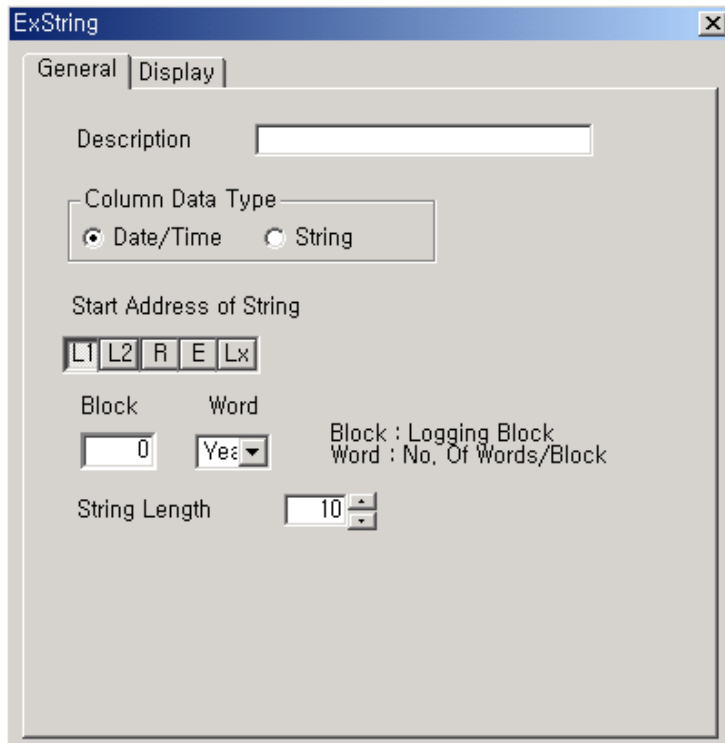 ExString
General Display
Description
Column Data Type
Date/Time String
Start Address of String
L1 L2 R E Lx
Block Word
0 Yea
Block : Logging Block
Word : No. Of Words/Block
String Length 10